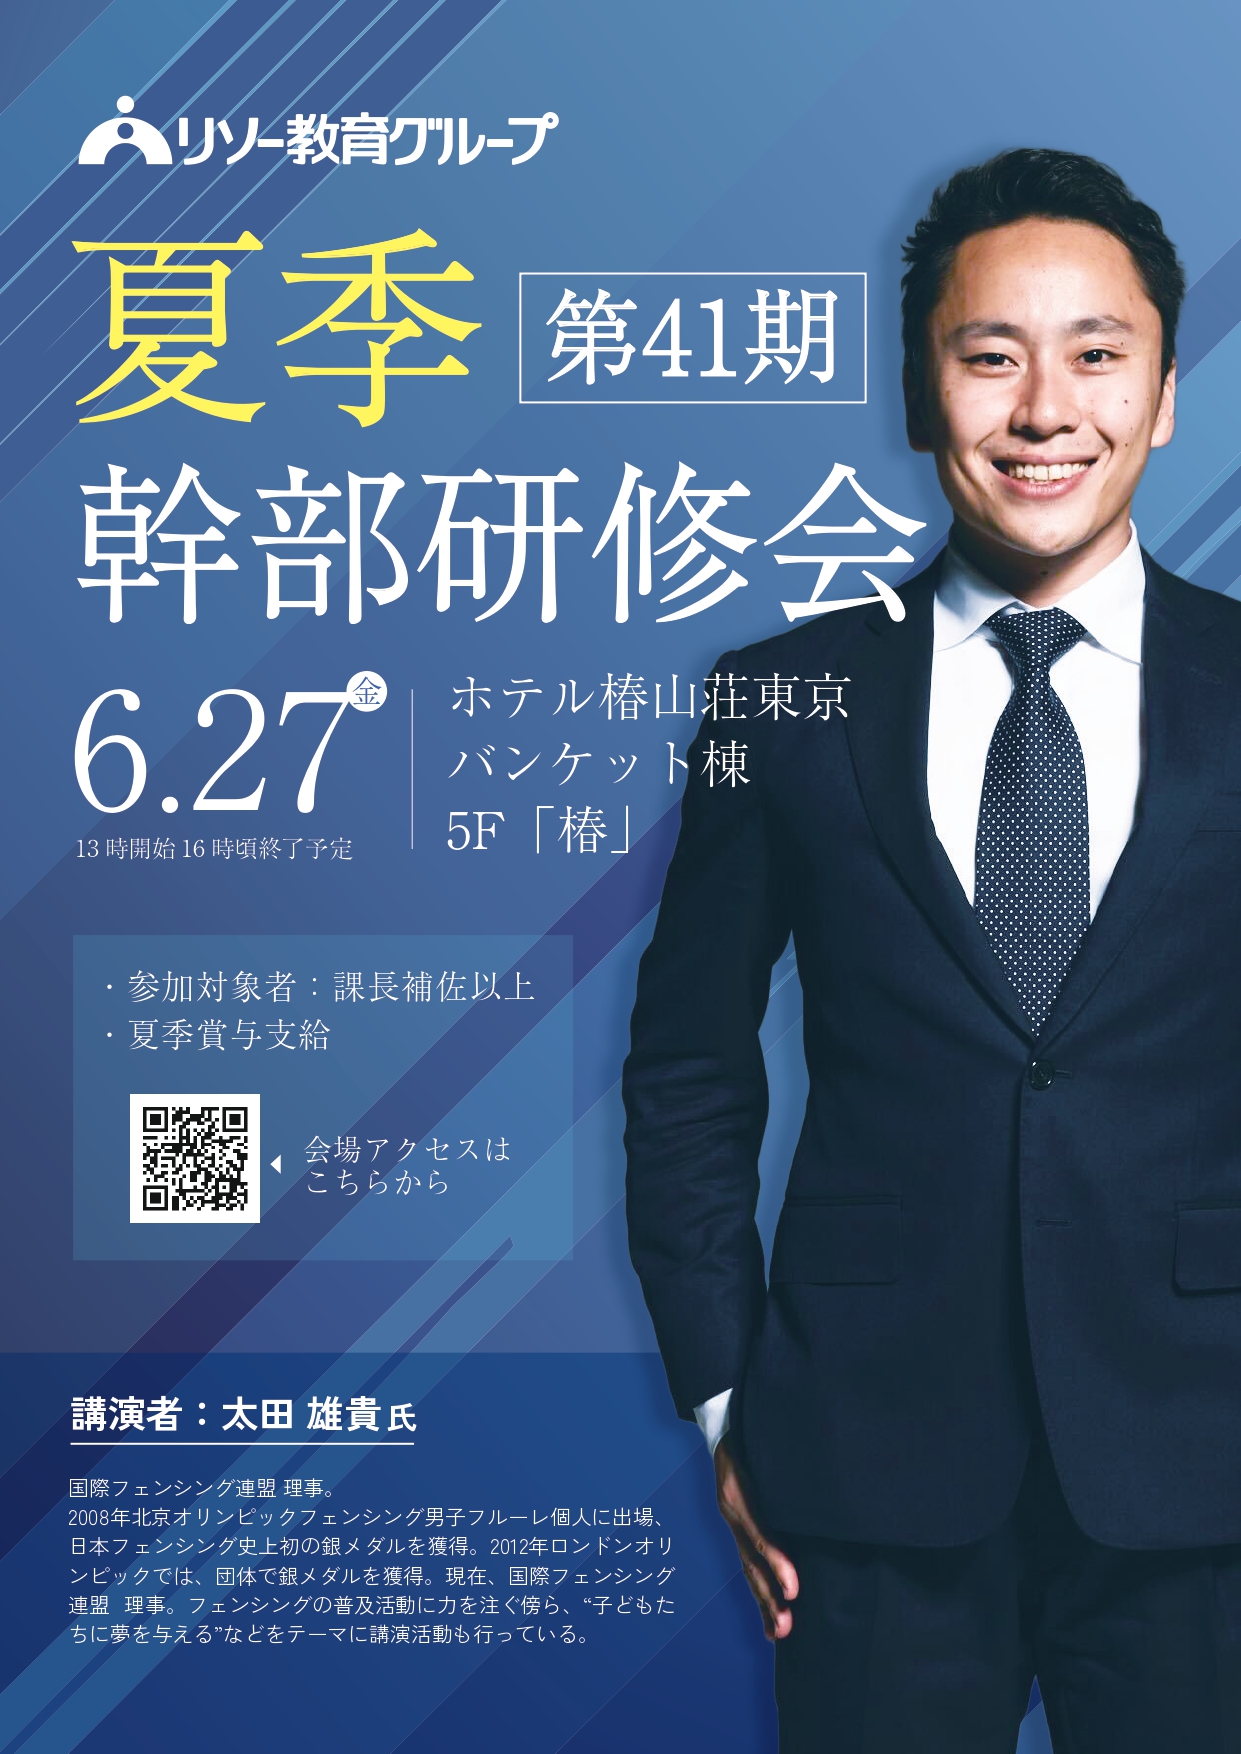 リソー教育グループ
夏季
第41期
幹部研修会
6.27
金
13 時開始 16 時頃終了予定
ホテル椿山荘東京
バンケット棟
5F「椿」
・参加対象者：課長補佐以上
・夏季賞与支給
会場アクセスは
こちらから
講演者：太田 雄貴 氏
国際フェンシング連盟 理事。
2008年北京オリンピックフェンシング男子フルーレ個人に出場、
日本フェンシング史上初の銀メダルを獲得。2012年ロンドンオリ
ンピックでは、団体で銀メダルを獲得。現在、国際フェンシング
連盟 理事。フェンシングの普及活動に力を注ぐ傍ら、“子どもた
ちに夢を与える”などをテーマに講演活動も行っている。